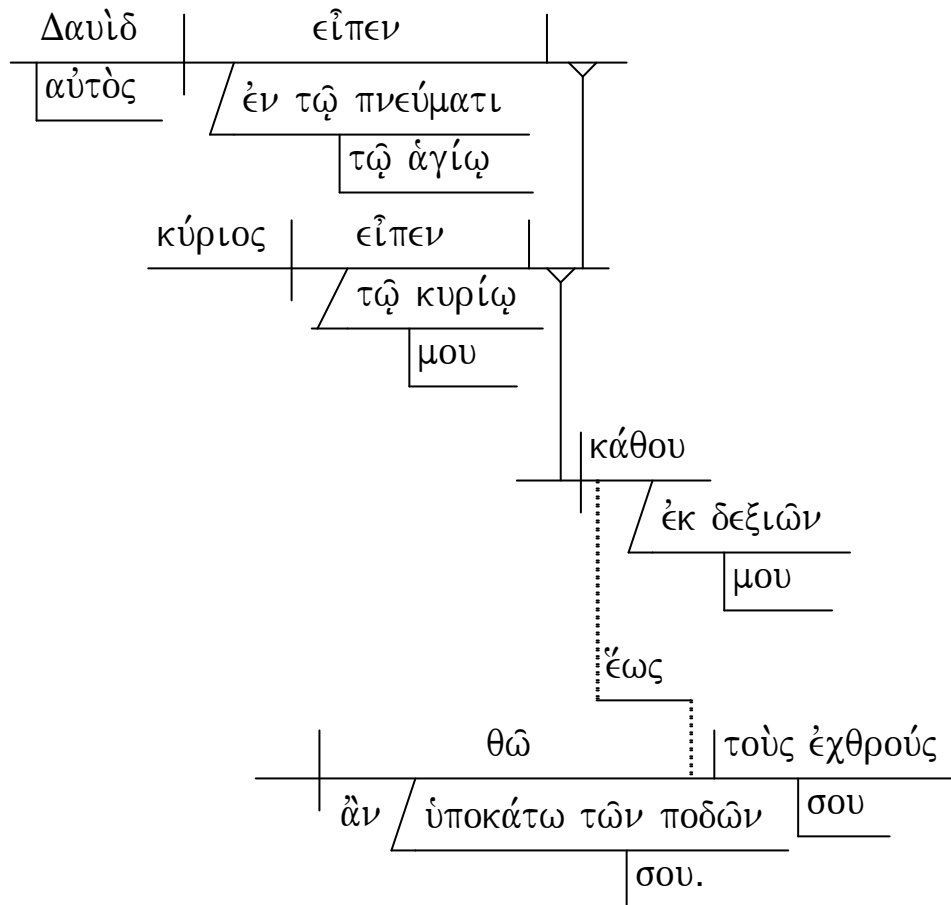 Δαυὶδ εἶπεν
αὐτὸς
ἐν τῷ πνεύματι
τῷ ἁγίῳ
κύριος εἶπεν
τῷ κυρίῳ
μου
κάθου
ἐκ δεξιῶν
μου
ἕως
θῶ τοὺς ἐχθρούς
ἂν ὑποκάτω τῶν ποδῶν σου
σου.